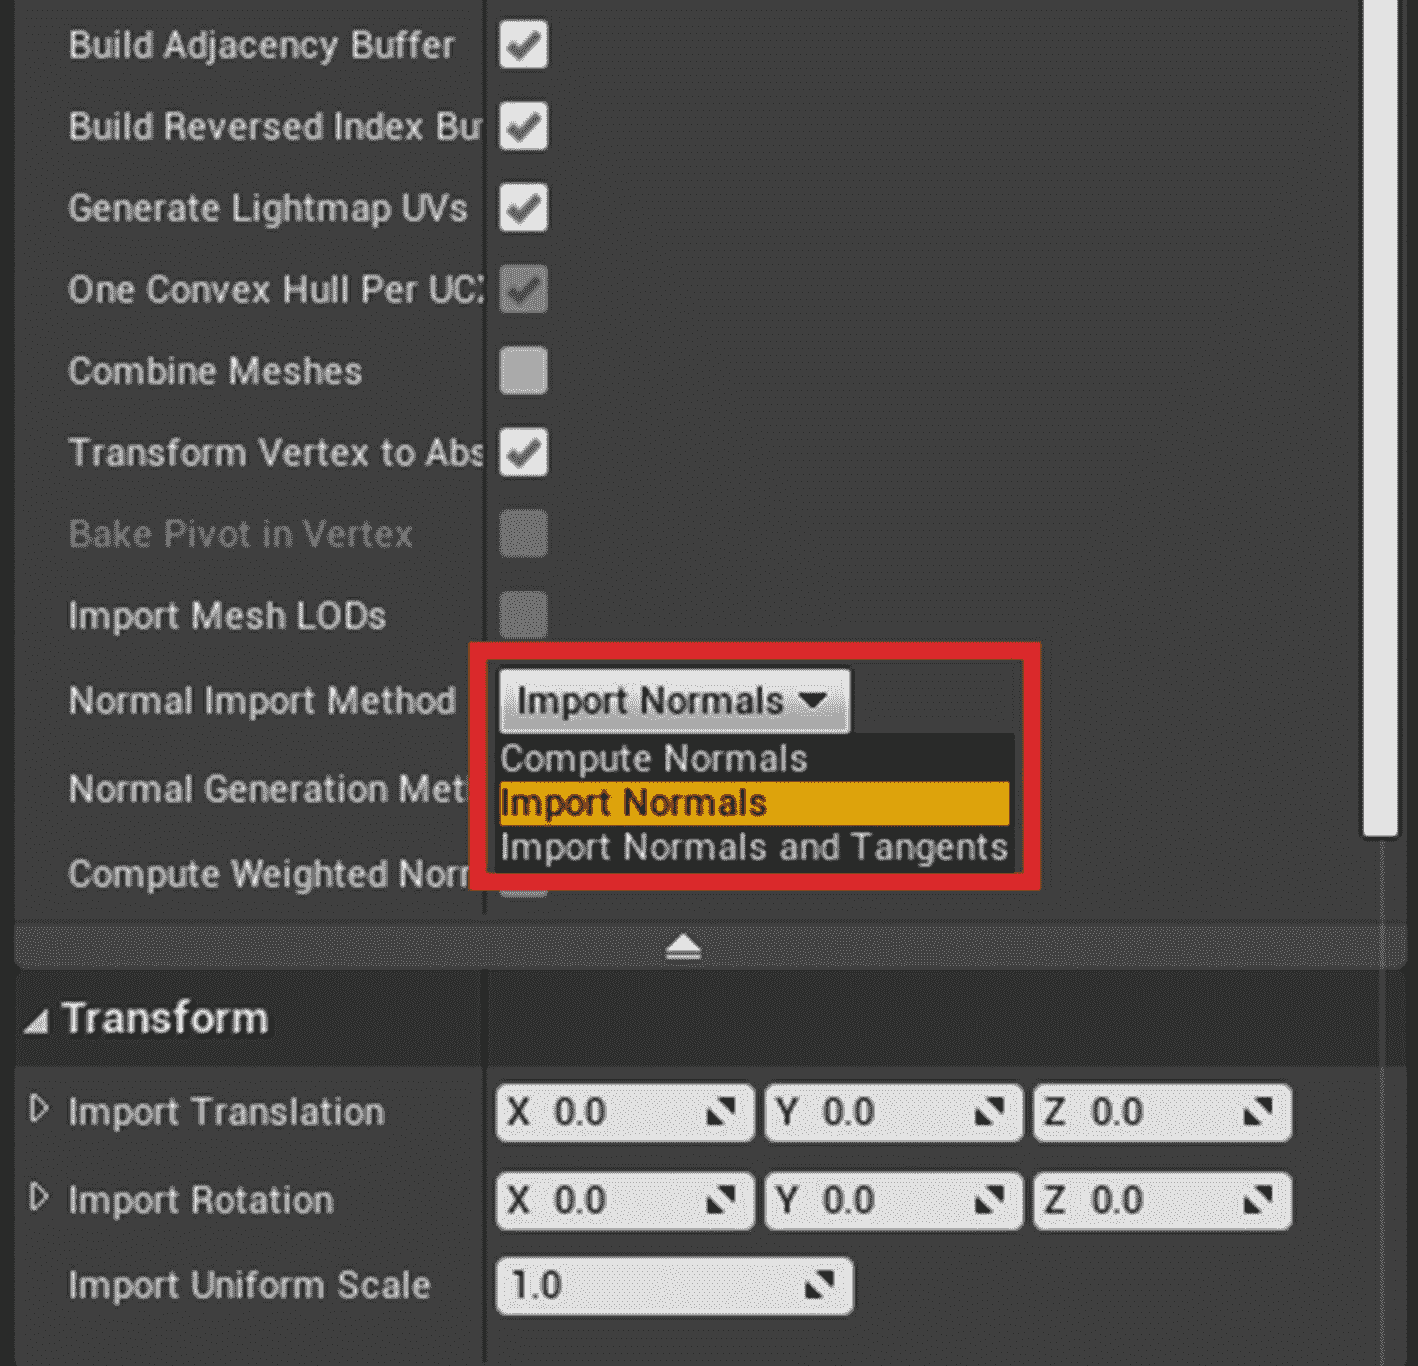 Build Adjacency Buffer
Build Reversed Index Bu
Generate Lightmap UVs
One Convex Hull Per UC
Combine Meshes
Transform Vertex to Abs
Bake Pivot in Vertex
Import Mesh LODs
Normal Import Method Import Normals
Compute Normals
Import Normals
Normal Generation Met
Import Normals and Tangents
Compute Weighted Nor
Transform
Import Translation X 0.0 Y 0.0 Z 0.0
Import Rotation X 0.0 Y 0.0 Z 0.0
Import Uniform Scale 1.0